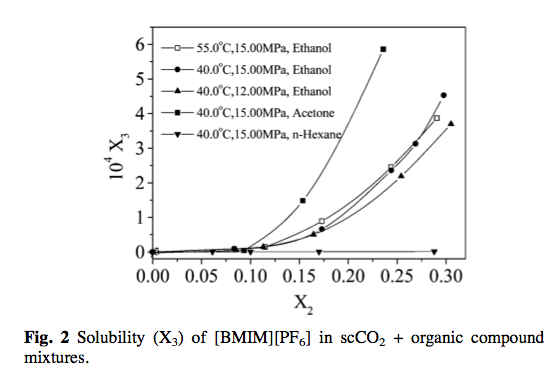 6
5
4
3
2
1
0
10⁴ X₃
55.0°C,15.00MPa, Ethanol
40.0°C,15.00MPa, Ethanol
40.0°C,12.00MPa, Ethanol
40.0°C,15.00MPa, Acetone
40.0°C,15.00MPa, n-Hexane
0.00 0.05 0.10 0.15 0.20 0.25 0.30
X₂
Fig. 2 Solubility (X₃) of [BMIM][PF₆] in scCO₂ + organic compound
mixtures.